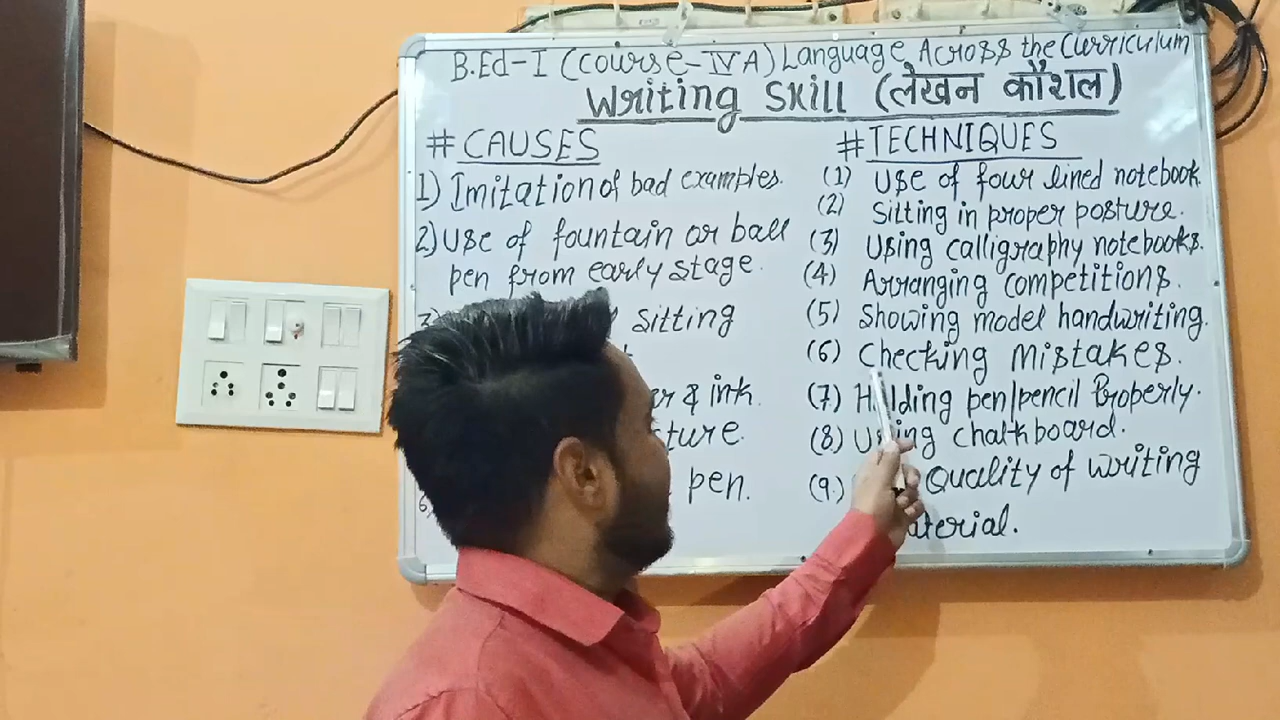 B.Ed-I (Course-IV A) Language Across the Curriculum
Writing Skill (लेखन कौशल)
# CAUSES
1) Imitation of bad examples.
2) Use of fountain or ball
pen from early stage.
sitting
& ink.
pen.
# TECHNIQUES
(1) Use of four lined notebook.
(2) Sitting in proper posture.
(3) Using calligraphy notebooks.
(4) Arranging competitions.
(5) Showing model handwriting.
(6) Checking Mistakes.
(7) Holding pen/pencil Properly.
(8) Using chalkboard.
(9) Quality of writing